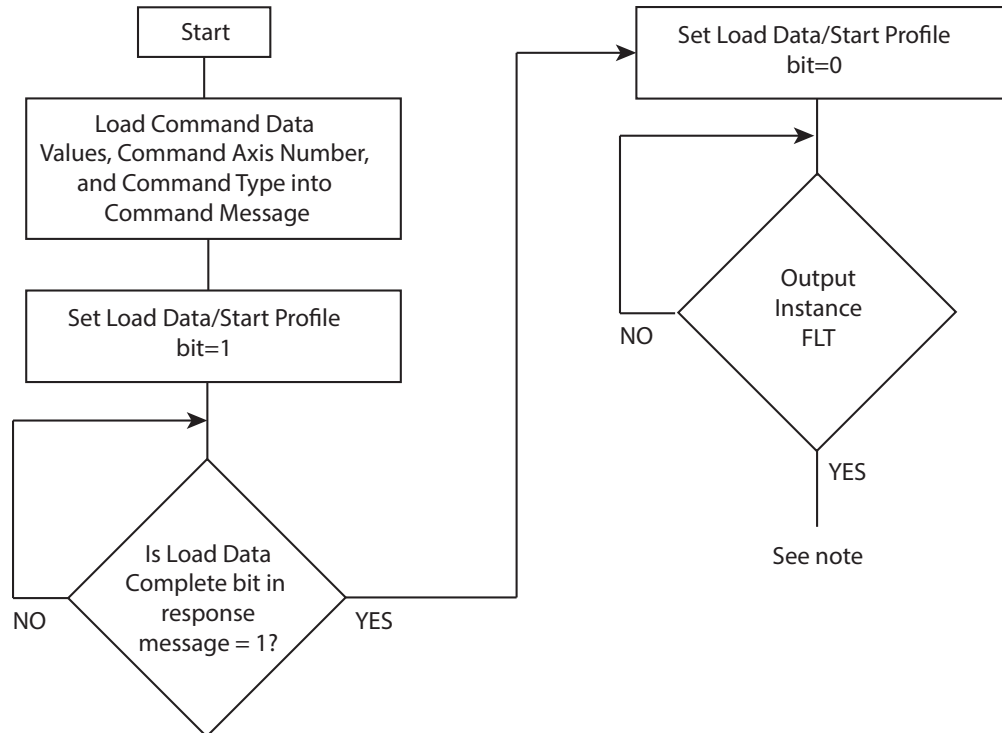 Start
Load Command Data
Values, Command Axis Number,
and Command Type into
Command Message
Set Load Data/Start Profile
bit=1
Is Load Data
Complete bit in
response
message = 1?
NO
YES
Set Load Data/Start Profile
bit=0
Output
Instance
FLT
NO
YES
See note